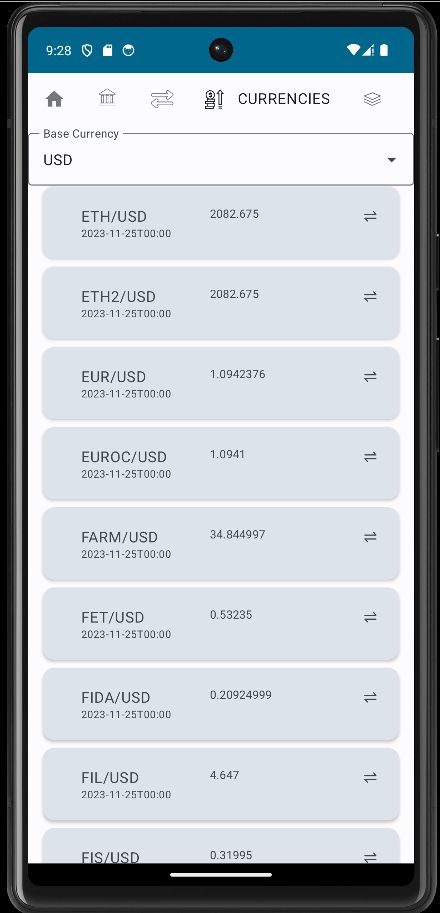 9:28
CURRENCIES
Base Currency
USD
ETH/USD 2082.675
2023-11-25T00:00
ETH2/USD 2082.675
2023-11-25T00:00
EUR/USD 1.0942376
2023-11-25T00:00
EUROC/USD 1.0941
2023-11-25T00:00
FARM/USD 34.844997
2023-11-25T00:00
FET/USD 0.53235
2023-11-25T00:00
FIDA/USD 0.20924999
2023-11-25T00:00
FIL/USD 4.647
2023-11-25T00:00
FIS/USD 0.31995